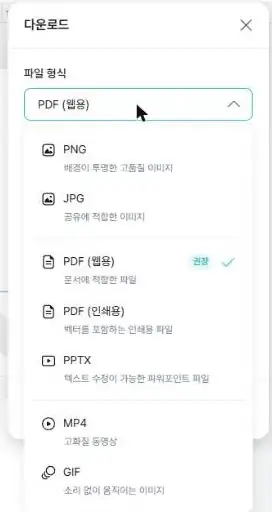 다운로드
파일 형식
PDF (웹용)
PNG
배경이 투명한 고품질 이미지
JPG
공유에 적합한 이미지
PDF (웹용) 권장
문서에 적합한 파일
PDF (인쇄용)
벡터를 포함하는 인쇄용 파일
PPTX
텍스트 수정이 가능한 파워포인트 파일
MP4
고화질 동영상
GIF
소리 없이 움직이는 이미지